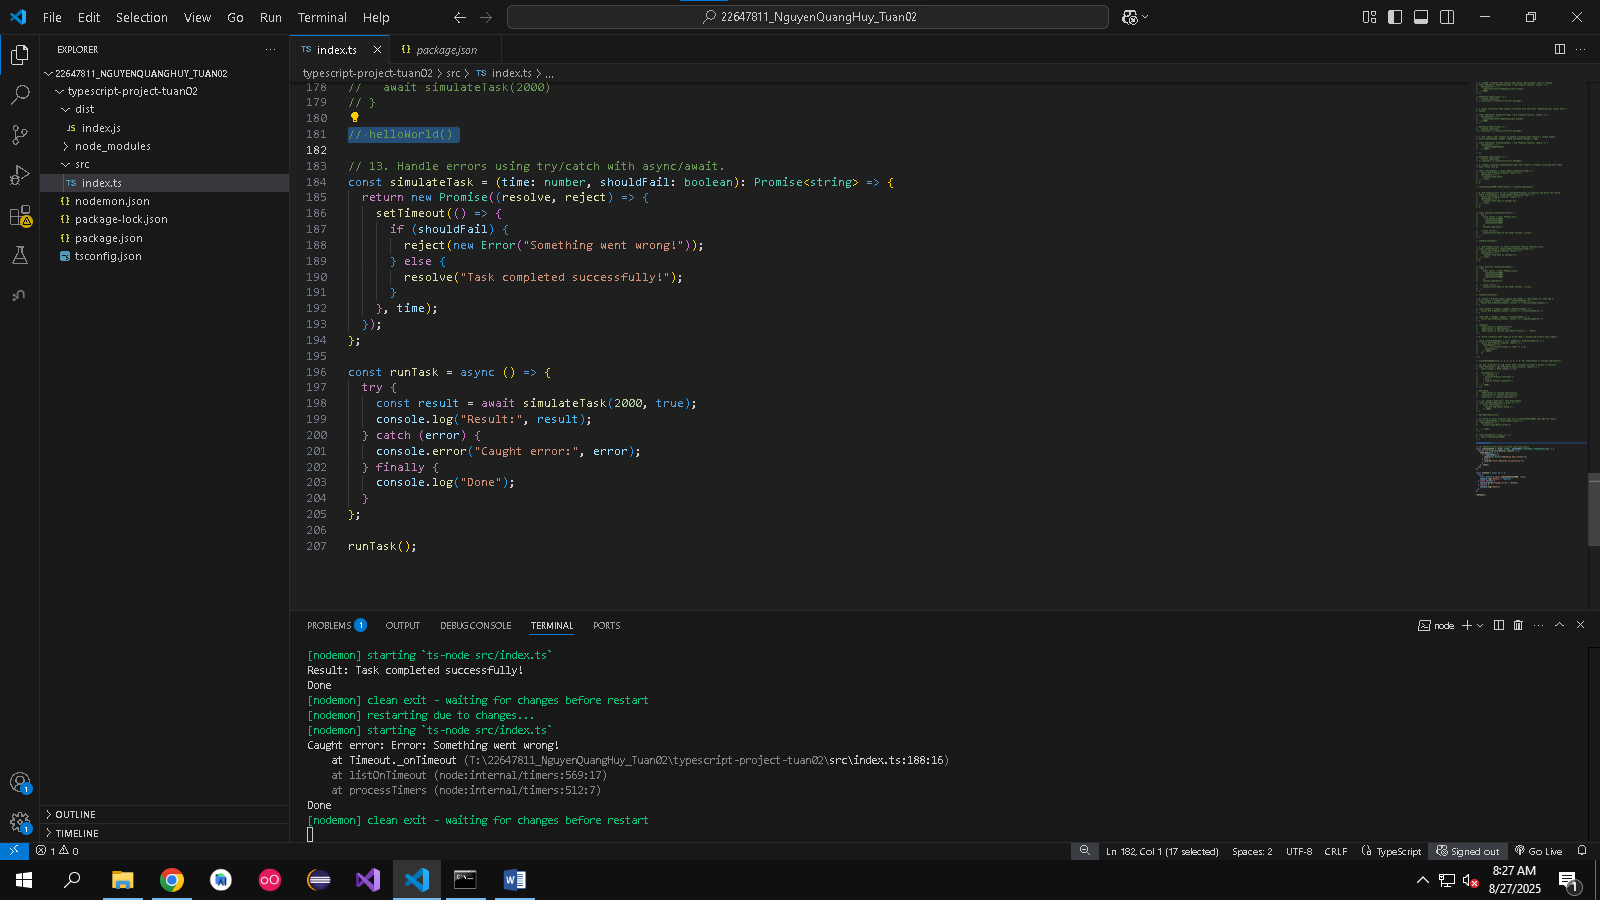 File Edit Selection View Go Run Terminal Help
22647811_NguyenQuangHuy_Tuan02
EXPLORER
22647811_NGUYENQUANGHUY_TUAN02
typescript-project-tuan02
dist
JS index.js
node_modules
src
TS index.ts
{} nodemon.json
{} package-lock.json
{} package.json
tsconfig.json
OUTLINE
TIMELINE
TS index.ts
{} package.json
typescript-project-tuan02 > src > TS index.ts > ...
178 // await simulateTask(2000)
179 // }
180
181 // helloWorld()
182
183 // 13. Handle errors using try/catch with async/await.
184 const simulateTask = (time: number, shouldFail: boolean): Promise<string> => {
185 return new Promise((resolve, reject) => {
186 setTimeout(() => {
187 if (shouldFail) {
188 reject(new Error("Something went wrong!"));
189 } else {
190 resolve("Task completed successfully!");
191 }
192 }, time);
193 });
194 };
195
196 const runTask = async () => {
197 try {
198 const result = await simulateTask(2000, true);
199 console.log("Result:", result);
200 } catch (error) {
201 console.error("Caught error:", error);
202 } finally {
203 console.log("Done");
204 }
205 };
206
207 runTask();
PROBLEMS 1 OUTPUT DEBUG CONSOLE TERMINAL PORTS
node
[nodemon] starting `ts-node src/index.ts`
Result: Task completed successfully!
Done
[nodemon] clean exit - waiting for changes before restart
[nodemon] restarting due to changes...
[nodemon] starting `ts-node src/index.ts`
Caught error: Error: Something went wrong!
at Timeout._onTimeout (T:\22647811_NguyenQuangHuy_Tuan02\typescript-project-tuan02\src\index.ts:188:16)
at listOnTimeout (node:internal/timers:569:17)
at processTimers (node:internal/timers:512:7)
Done
[nodemon] clean exit - waiting for changes before restart
1 0
Ln 182, Col 1 (17 selected) Spaces: 2 UTF-8 CRLF TypeScript Signed out Go Live
8:27 AM
8/27/2025
1